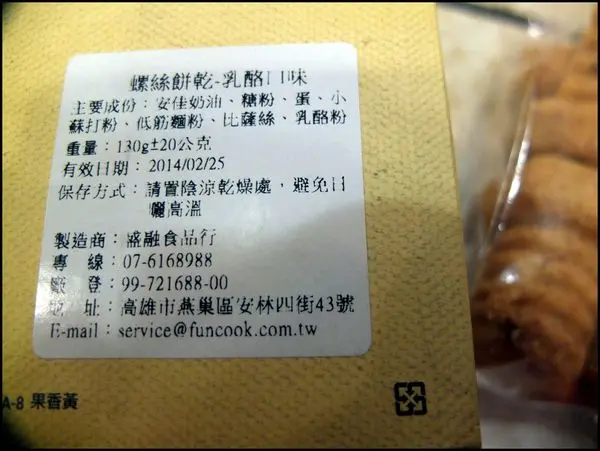 螺絲餅乾-乳酪口味
主要成份：安佳奶油、糖粉、蛋、小
蘇打粉、低筋麵粉、比薩絲、乳酪粉
重量：130g±20公克
有效日期：2014/02/25
保存方式：請置陰涼乾燥處，避免日
曬高溫
製造商：盛融食品行
專 線：07-6168988
廠 登：99-721688-00
地 址：高雄市燕巢區安林四街43號
E-mail：service@funcook.com.tw
A-8 果香黃